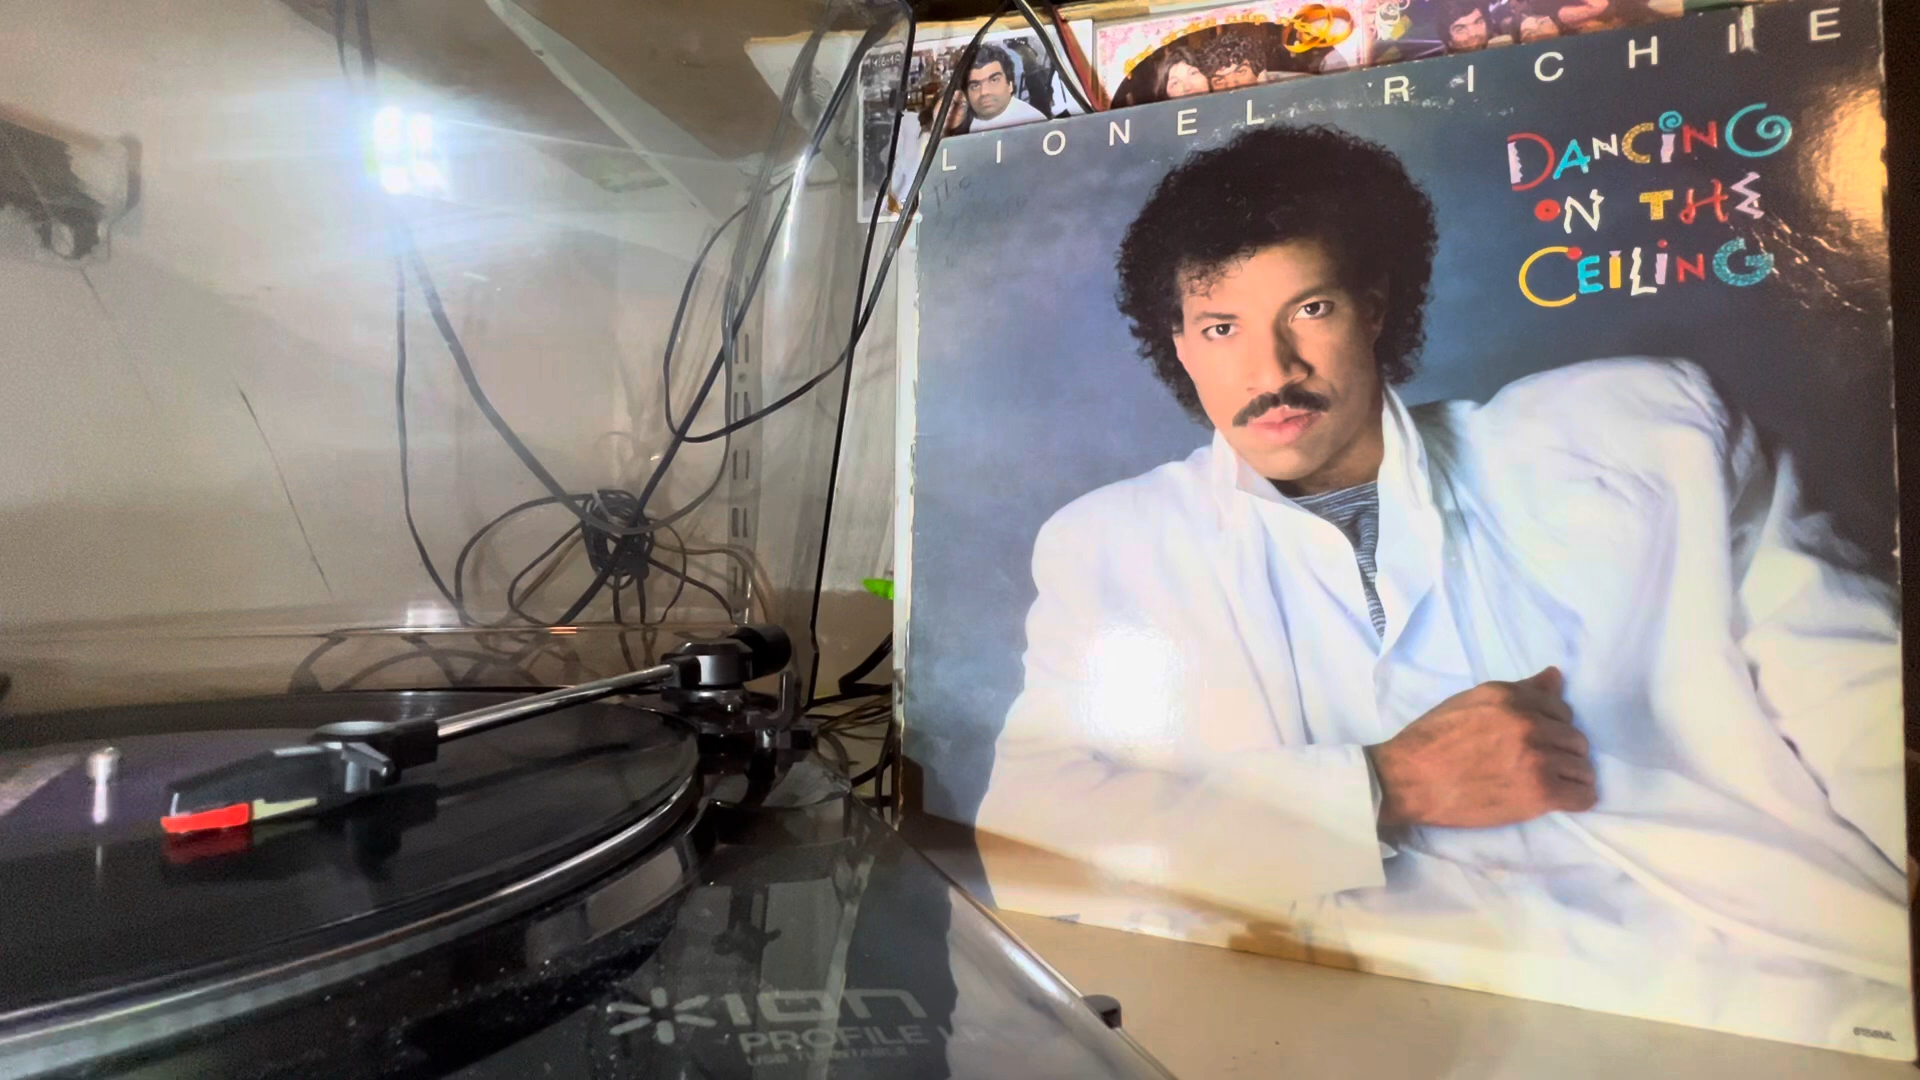 LIONEL RICHIE
DANCiNG
ON THE
CEiLiNG
ION
PROFILE
USB TURNTABLE